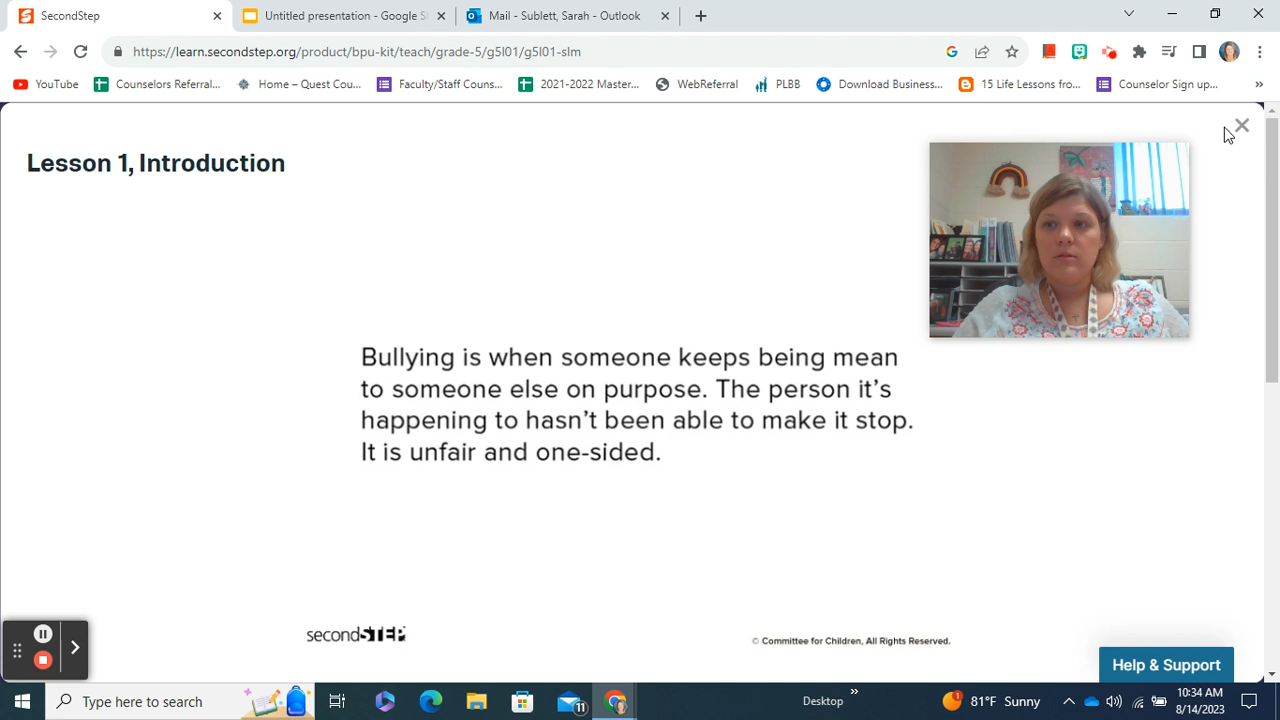 SecondStep
Untitled presentation - Google Sl
Mail - Sublett, Sarah - Outlook
https://learn.secondstep.org/product/bpu-kit/teach/grade-5/g5l01/g5l01-slm
YouTube
Counselors Referral...
Home – Quest Cou...
Faculty/Staff Couns...
2021-2022 Master...
WebReferral
PLBB
Download Business...
15 Life Lessons fro...
Counselor Sign up...
Lesson 1, Introduction
Bullying is when someone keeps being mean
to someone else on purpose. The person it's
happening to hasn't been able to make it stop.
It is unfair and one-sided.
secondSTEP
© Committee for Children, All Rights Reserved.
Help & Support
Type here to search
11
Desktop
1
81°F Sunny
10:34 AM
8/14/2023